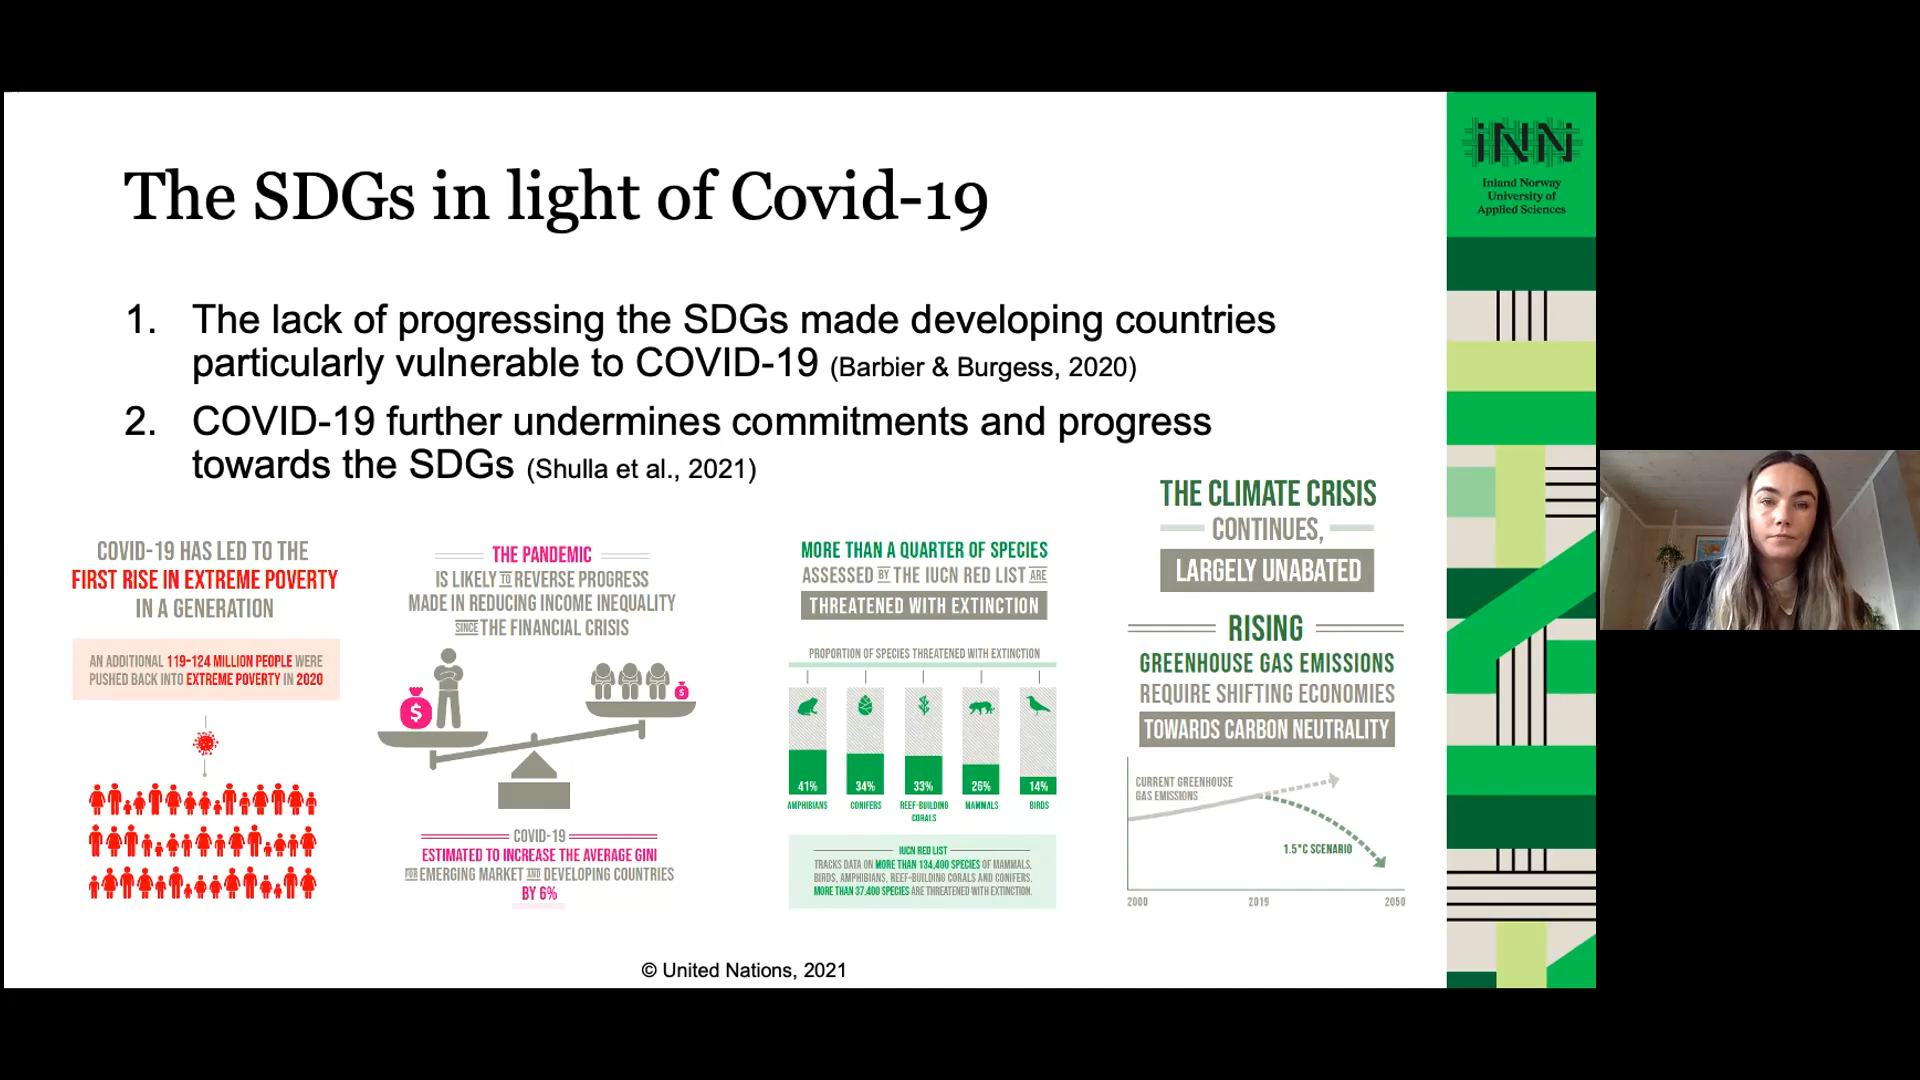 The SDGs in light of Covid-19
1. The lack of progressing the SDGs made developing countries
particularly vulnerable to COVID-19 (Barbier & Burgess, 2020)
2. COVID-19 further undermines commitments and progress
towards the SDGs (Shulla et al., 2021)
COVID-19 HAS LED TO THE
FIRST RISE IN EXTREME POVERTY
IN A GENERATION
AN ADDITIONAL 119-124 MILLION PEOPLE WERE
PUSHED BACK INTO EXTREME POVERTY IN 2020
THE PANDEMIC
IS LIKELY TO REVERSE PROGRESS
MADE IN REDUCING INCOME INEQUALITY
SINCE THE FINANCIAL CRISIS
$
$
COVID-19
ESTIMATED TO INCREASE THE AVERAGE GINI
FOR EMERGING MARKET AND DEVELOPING COUNTRIES
BY 6%
MORE THAN A QUARTER OF SPECIES
ASSESSED BY THE IUCN RED LIST ARE
THREATENED WITH EXTINCTION
PROPORTION OF SPECIES THREATENED WITH EXTINCTION
41% 34% 33% 26% 14%
AMPHIBIANS CONIFERS REEF-BUILDING MAMMALS BIRDS
CORALS
IUCN RED LIST
TRACKS DATA ON MORE THAN 134,400 SPECIES OF MAMMALS,
BIRDS, AMPHIBIANS, REEF-BUILDING CORALS AND CONIFERS.
MORE THAN 37,400 SPECIES ARE THREATENED WITH EXTINCTION.
THE CLIMATE CRISIS
CONTINUES,
LARGELY UNABATED
RISING
GREENHOUSE GAS EMISSIONS
REQUIRE SHIFTING ECONOMIES
TOWARDS CARBON NEUTRALITY
CURRENT GREENHOUSE
GAS EMISSIONS
1.5°C SCENARIO
2000 2019 2050
© United Nations, 2021
INN
Inland Norway
University of
Applied Sciences